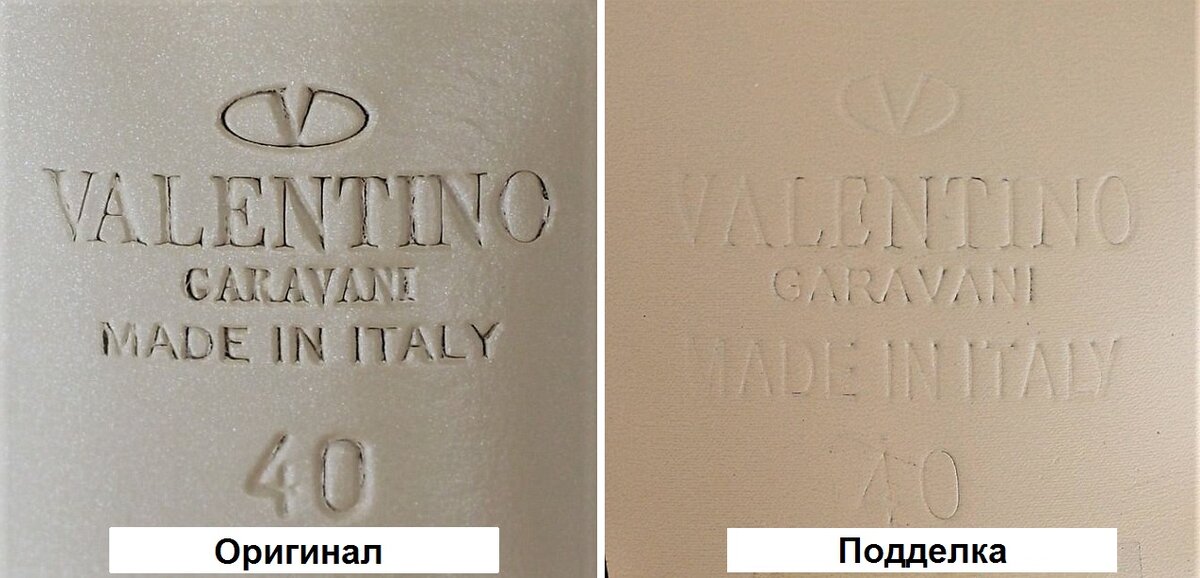 V
VALENTINO
GARAVANI
MADE IN ITALY
40
Оригинал
V
VALENTINO
GARAVANI
MADE IN ITALY
40
Подделка